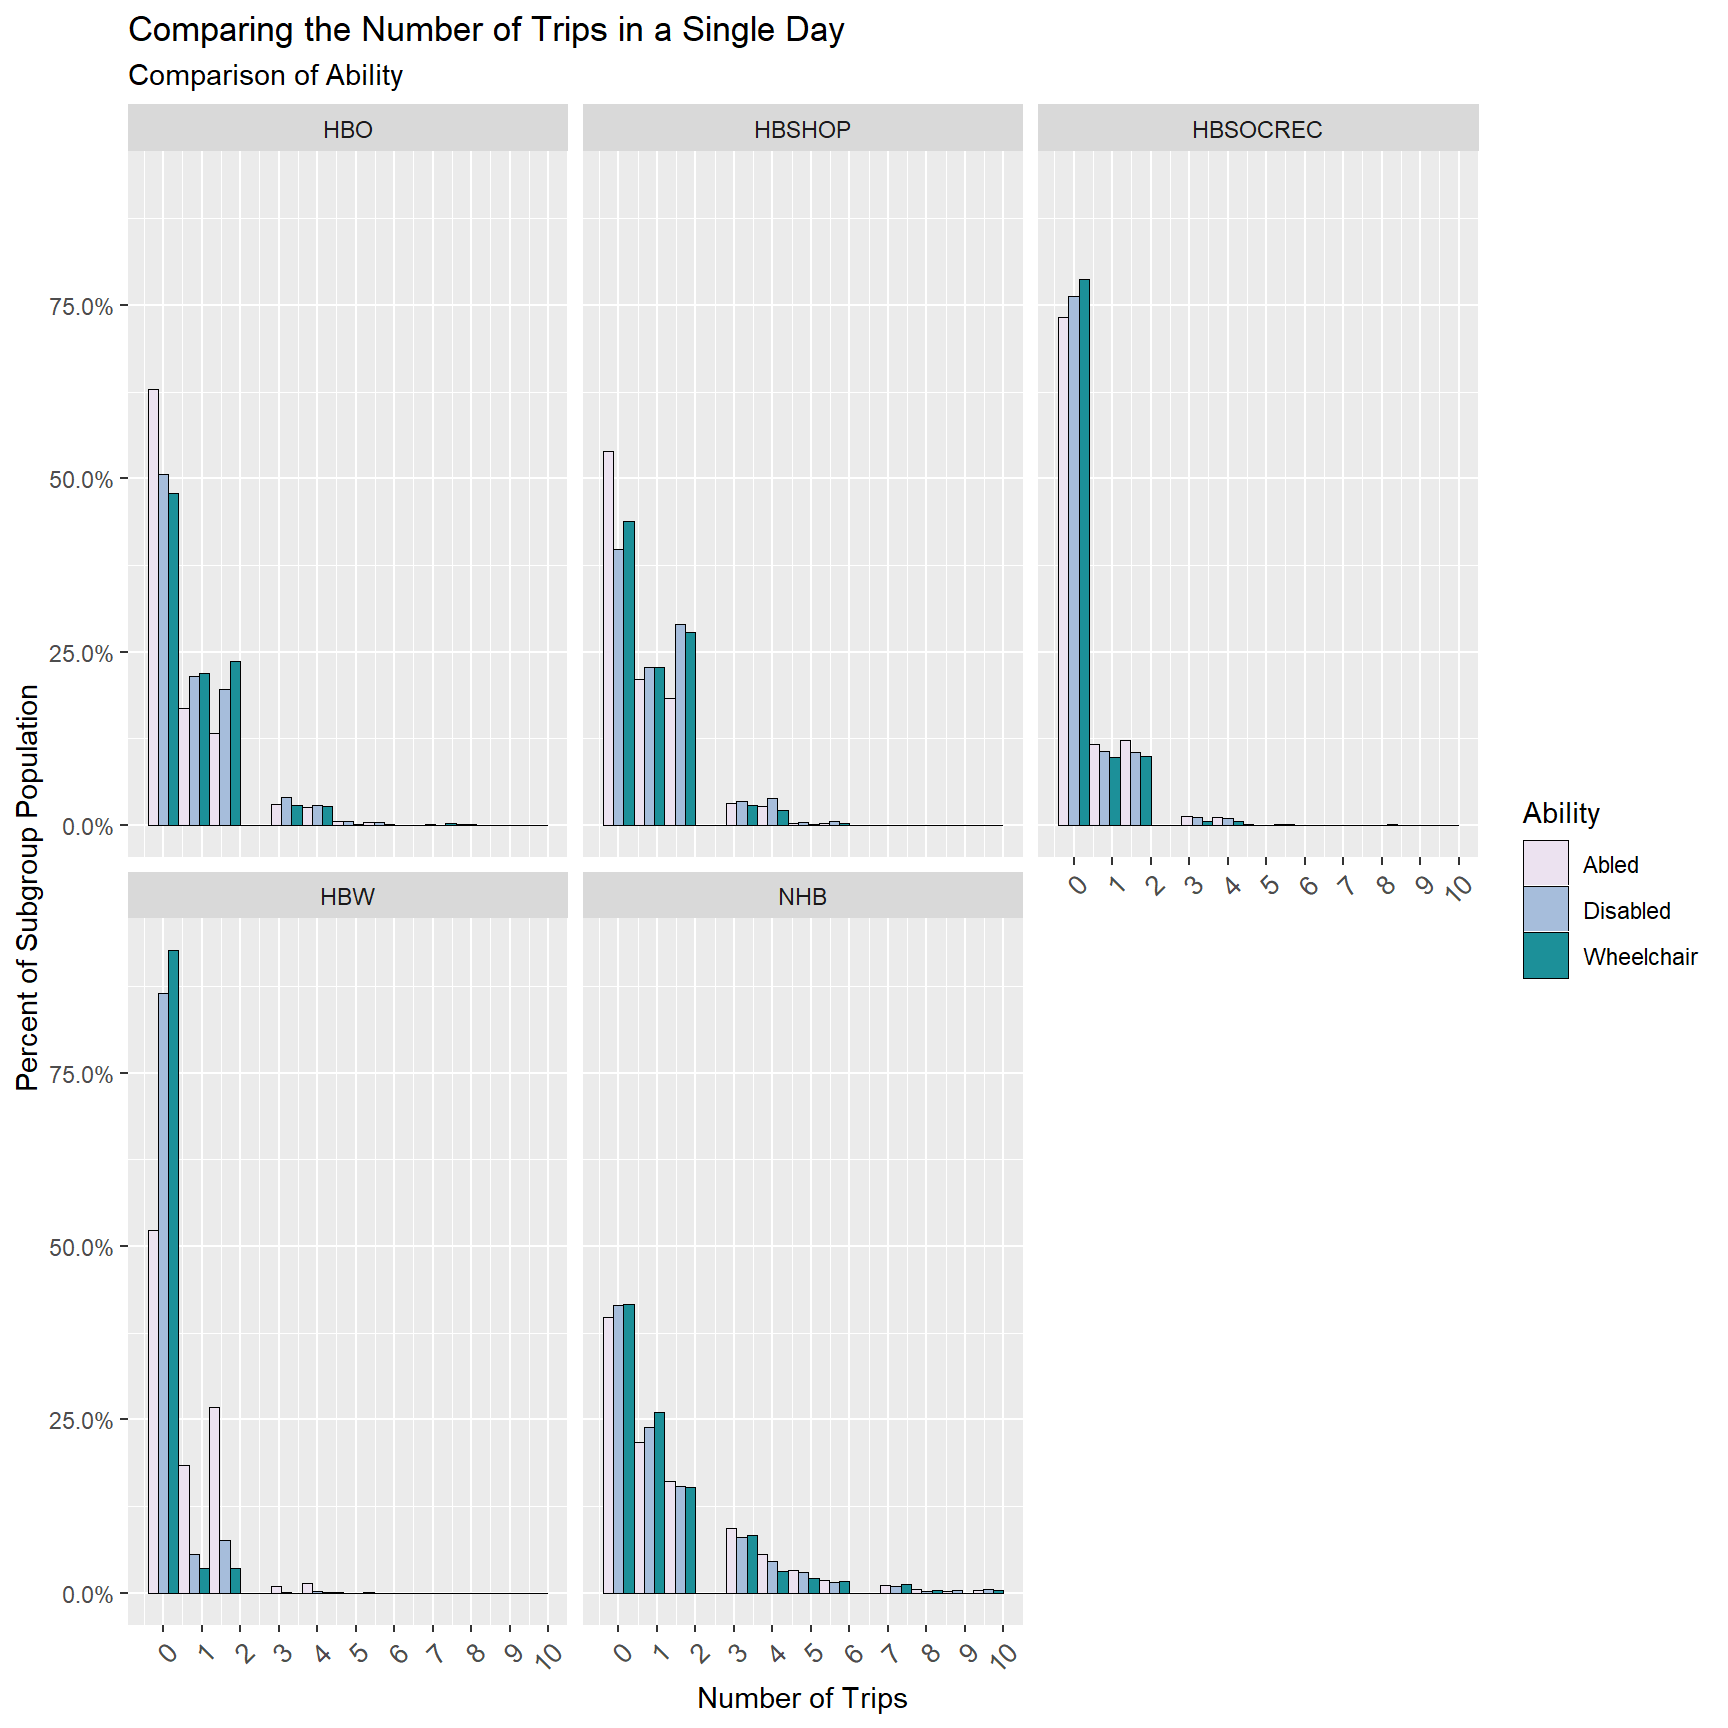 Comparing the Number of Trips in a Single Day
Comparison of Ability
HBO
HBSHOP
HBSOCREC
75.0%
50.0%
25.0%
0.0%
0 1 2 3 4 5 6 7 8 9 10
HBW
NHB
75.0%
50.0%
25.0%
0.0%
0 1 2 3 4 5 6 7 8 9 10
0 1 2 3 4 5 6 7 8 9 10
Number of Trips
Percent of Subgroup Population
Ability
Abled
Disabled
Wheelchair